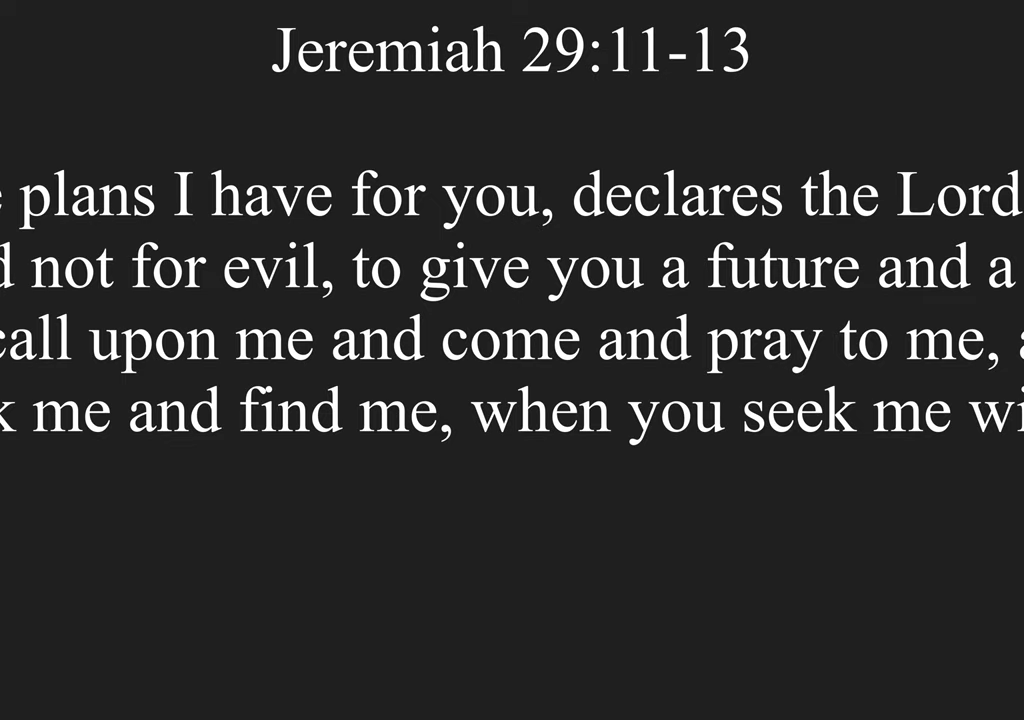 Jeremiah 29:11-13
plans I have for you, declares the Lord
not for evil, to give you a future and a
call upon me and come and pray to me,
me and find me, when you seek me